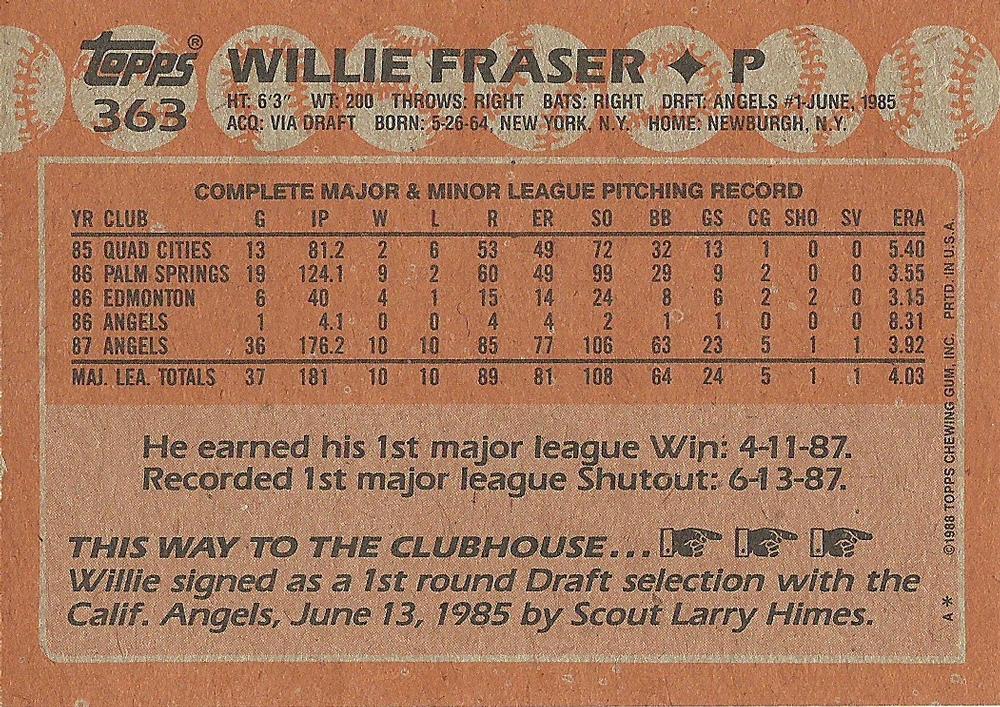 Topps® WILLIE FRASER ✦ P
363
HT: 6'3" WT: 200 THROWS: RIGHT BATS: RIGHT DRFT: ANGELS #1-JUNE, 1985
ACQ: VIA DRAFT BORN: 5-26-64, NEW YORK, N.Y. HOME: NEWBURGH, N.Y.
COMPLETE MAJOR & MINOR LEAGUE PITCHING RECORD
YR CLUB G IP W L R ER SO BB GS CG SHO SV ERA
85 QUAD CITIES 13 81.2 2 6 53 49 72 32 13 1 0 0 5.40
86 PALM SPRINGS 19 124.1 9 2 60 49 99 29 9 2 0 0 3.55
86 EDMONTON 6 40 4 1 15 14 24 8 6 2 2 0 3.15
86 ANGELS 1 4.1 0 0 4 4 2 1 1 0 0 0 8.31
87 ANGELS 36 176.2 10 10 85 77 106 63 23 5 1 1 3.92
MAJ. LEA. TOTALS 37 181 10 10 89 81 108 64 24 5 1 1 4.03
He earned his 1st major league Win: 4-11-87.
Recorded 1st major league Shutout: 6-13-87.
THIS WAY TO THE CLUBHOUSE...
Willie signed as a 1st round Draft selection with the
Calif. Angels, June 13, 1985 by Scout Larry Himes.
A* ©1988 TOPPS CHEWING GUM, INC. PRTD. IN U.S.A.